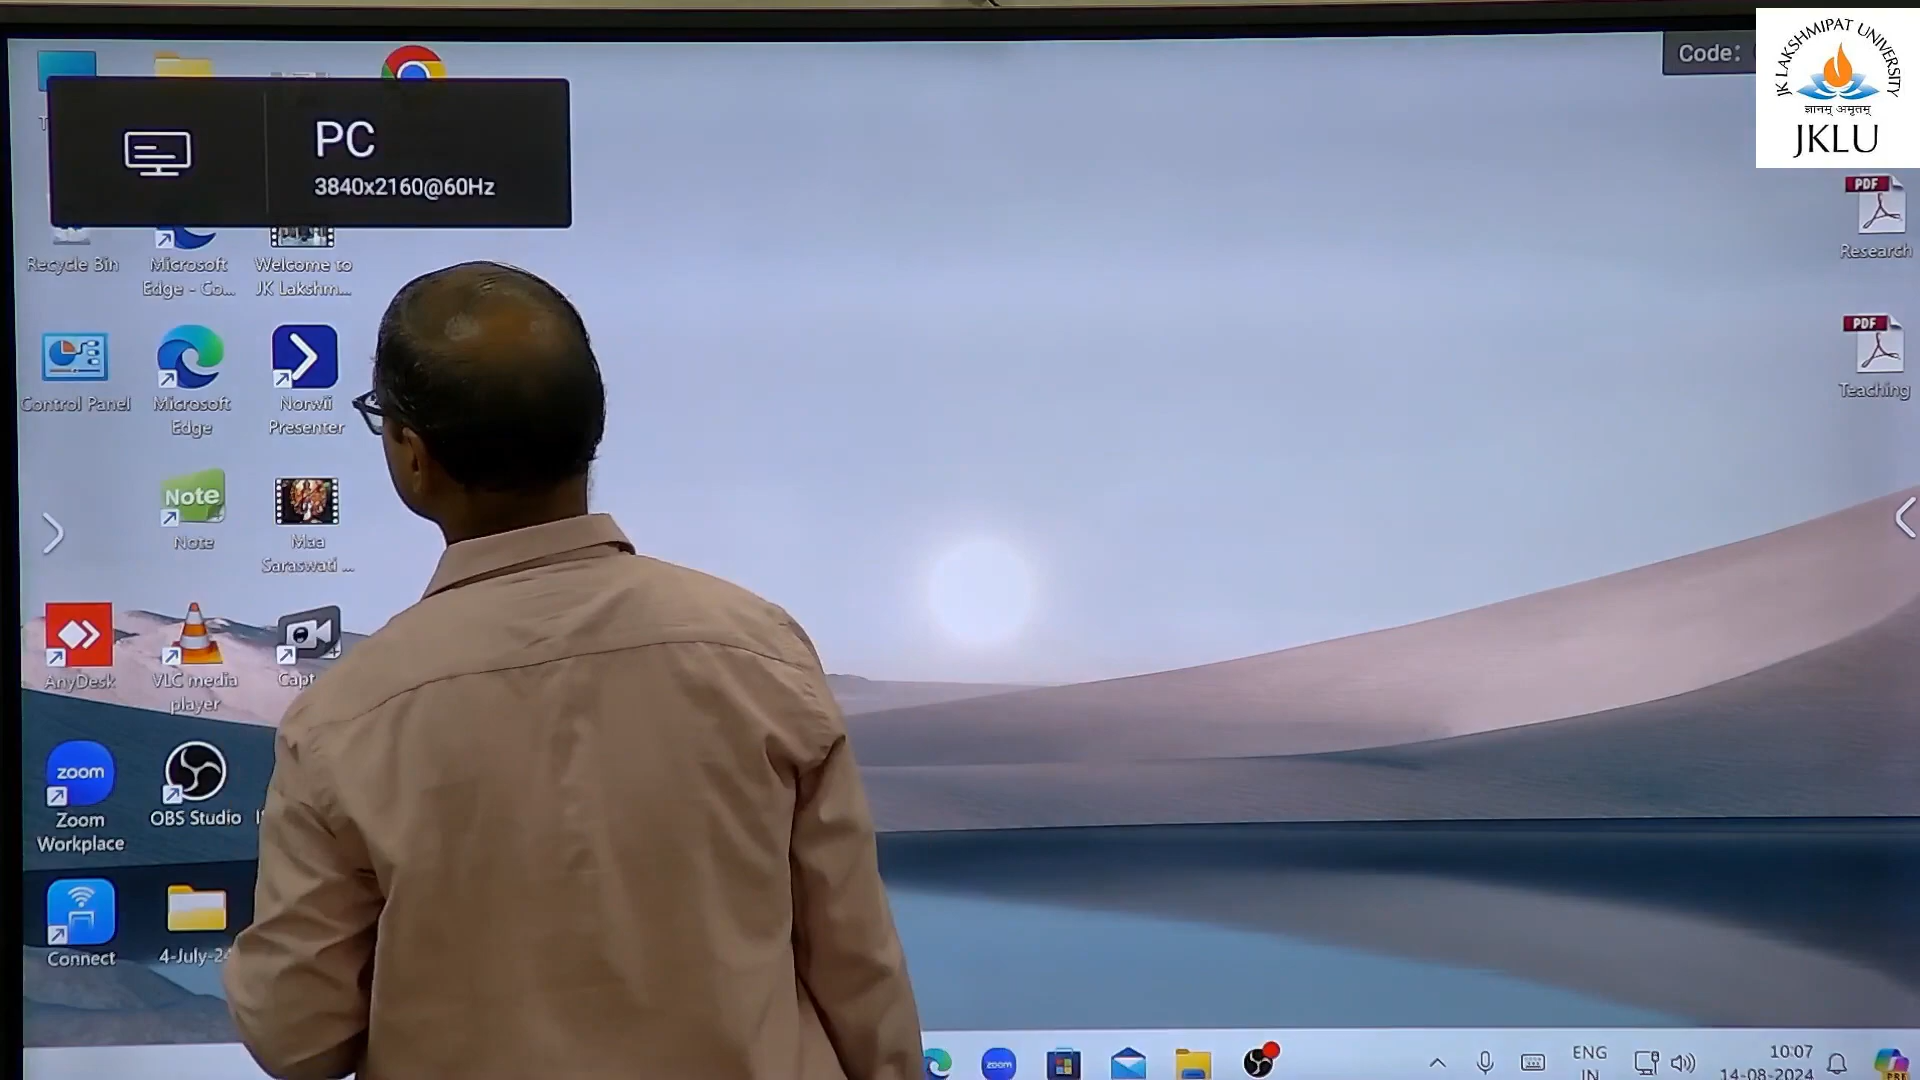 Code:
JK LAKSHMIPAT UNIVERSITY
ज्ञानम् अमृतम्
JKLU
PC
3840x2160@60Hz
Recycle Bin
Microsoft
Edge - Co...
Welcome to
JK Lakshm...
PDF
Research
Control Panel
Microsoft
Edge
Norwii
Presenter
PDF
Teaching
Note
Note
Maa
Saraswati ...
AnyDesk
VLC media
player
Capt
zoom
Zoom
Workplace
OBS Studio
Connect
4-July-24
zoom
ENG
IN
10:07
14-08-2024
PRE